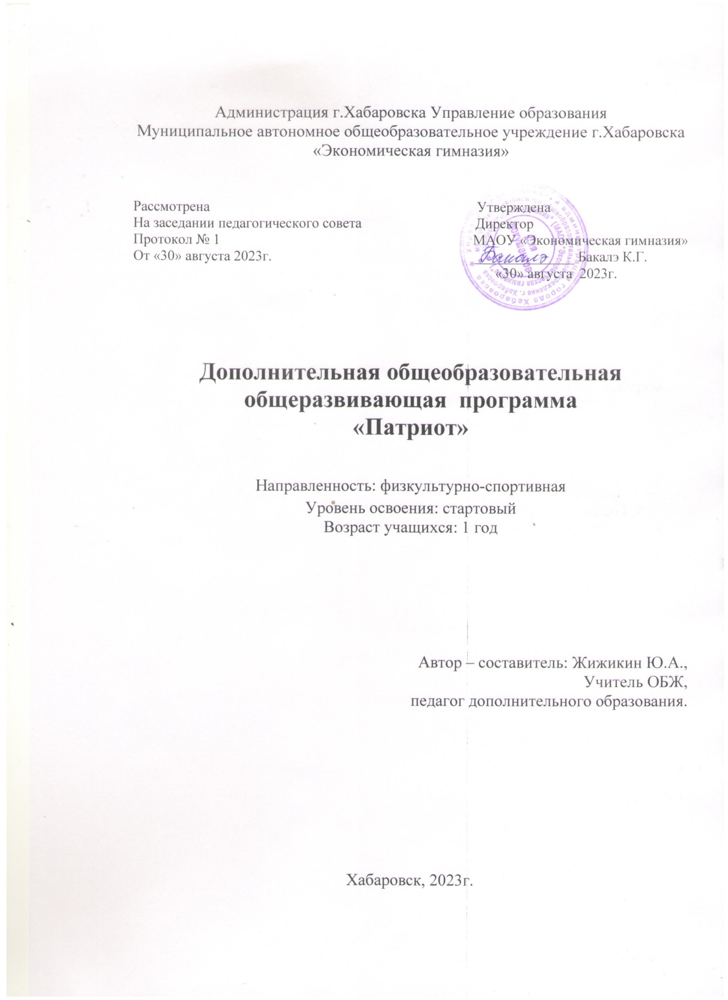 Администрация г.Хабаровска Управление образования
Муниципальное автономное общеобразовательное учреждение г.Хабаровска
«Экономическая гимназия»
Рассмотрена
На заседании педагогического совета
Протокол № 1
От «30» августа 2023г.
Утверждена
Директор
МАОУ «Экономическая гимназия»
Бакалэ Бакалэ К.Г.
«30» августа 2023г.
Для документов
Дополнительная общеобразовательная
общеразвивающая программа
«Патриот»
Направленность: физкультурно-спортивная
Уровень освоения: стартовый
Возраст учащихся: 1 год
Автор – составитель: Жижикин Ю.А.,
Учитель ОБЖ,
педагог дополнительного образования.
Хабаровск, 2023г.